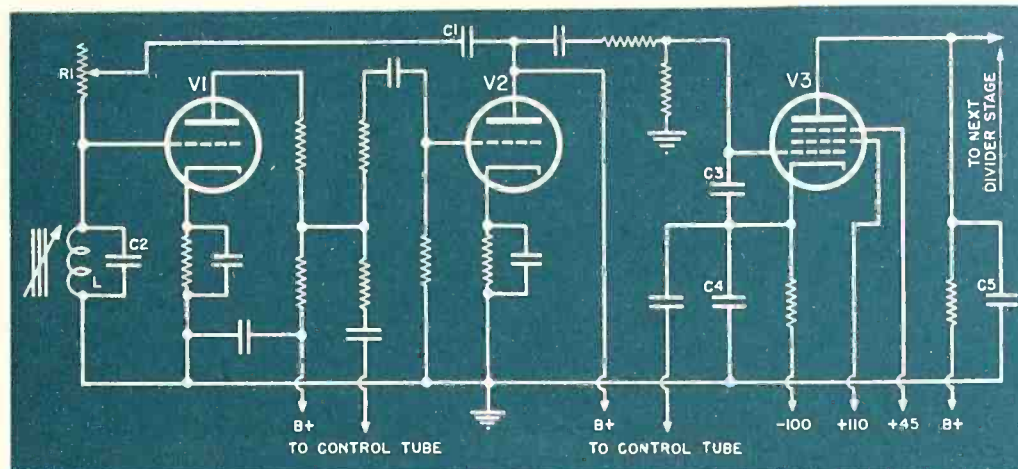 C1
R1
V1
V2
V3
C3
C2
L
C4
C5
TO NEXT
DIVIDER STAGE
B+
TO CONTROL TUBE
B+
TO CONTROL TUBE
-100
+110
+45
B+